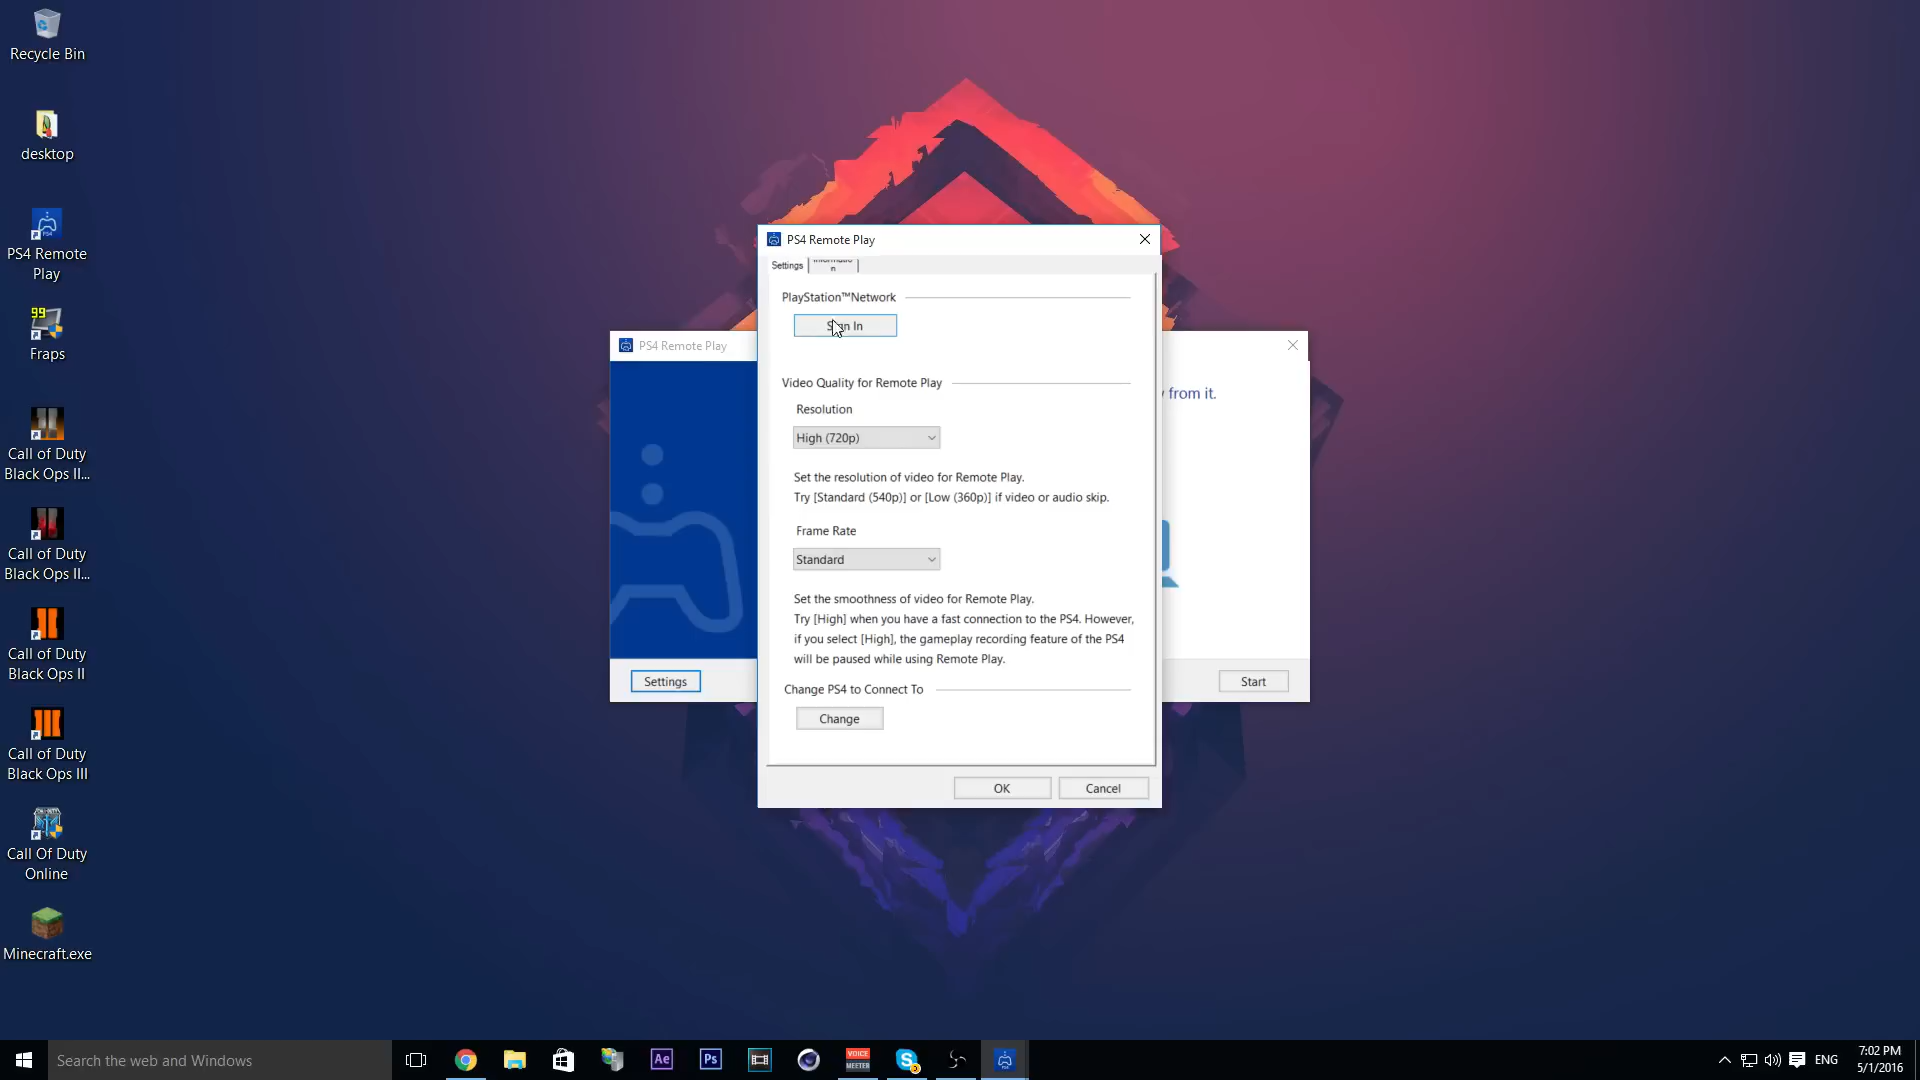 Recycle Bin
desktop
PS4 Remote
Play
99
Fraps
Call of Duty
Black Ops II...
Call of Duty
Black Ops II...
Call of Duty
Black Ops II
Call of Duty
Black Ops III
Call Of Duty
Online
Minecraft.exe
PS4 Remote Play
from it.
Settings
Start
PS4 Remote Play
Settings
Information
PlayStation™Network
Sign In
Video Quality for Remote Play
Resolution
High (720p)
Set the resolution of video for Remote Play.
Try [Standard (540p)] or [Low (360p)] if video or audio skip.
Frame Rate
Standard
Set the smoothness of video for Remote Play.
Try [High] when you have a fast connection to the PS4. However,
if you select [High], the gameplay recording feature of the PS4
will be paused while using Remote Play.
Change PS4 to Connect To
Change
OK
Cancel
Search the web and Windows
Ae
Ps
VOICE
MEETER
ENG
7:02 PM
5/1/2016